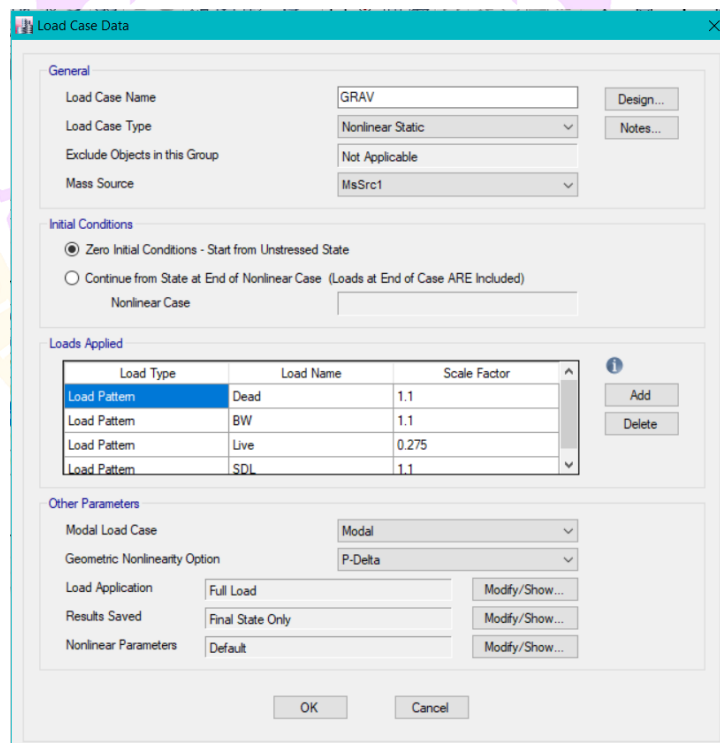 Load Case Data
General
Load Case Name GRAV Design...
Load Case Type Nonlinear Static Notes...
Exclude Objects in this Group Not Applicable
Mass Source MsSrc1
Initial Conditions
Zero Initial Conditions - Start from Unstressed State
Continue from State at End of Nonlinear Case (Loads at End of Case ARE Included)
Nonlinear Case
Loads Applied
Load Type Load Name Scale Factor
Load Pattern Dead 1.1 Add
Load Pattern BW 1.1 Delete
Load Pattern Live 0.275
Load Pattern SDL 1.1
Other Parameters
Modal Load Case Modal
Geometric Nonlinearity Option P-Delta
Load Application Full Load Modify/Show...
Results Saved Final State Only Modify/Show...
Nonlinear Parameters Default Modify/Show...
OK Cancel